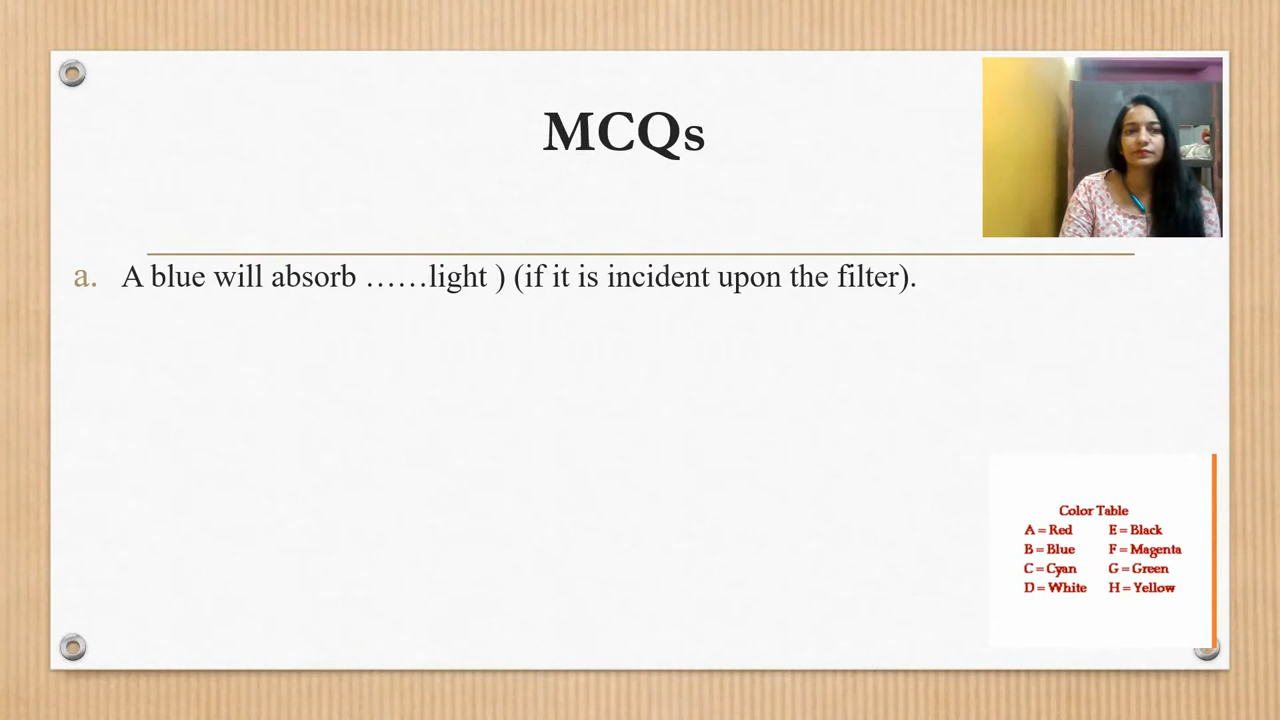 MCQs
a. A blue will absorb ……light ) (if it is incident upon the filter).
Color Table
A = Red E = Black
B = Blue F = Magenta
C = Cyan G = Green
D = White H = Yellow